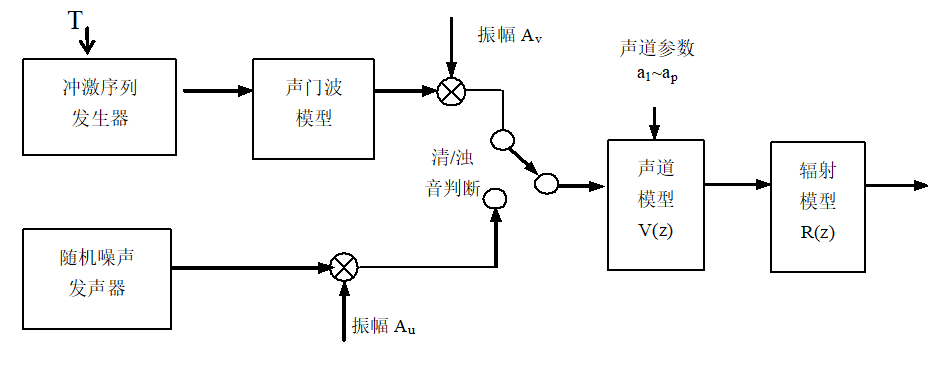 T
冲激序列
发生器
声门波
模型
振幅 Av
清/浊
音判断
声道参数
a1~ap
声道
模型
V(z)
辐射
模型
R(z)
随机噪声
发声器
振幅 Au